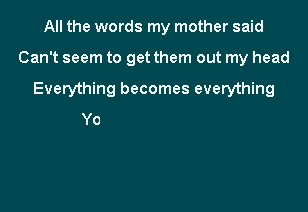 All the words my mother said
Can't seem to get them out my head
Everything becomes everything
Yo